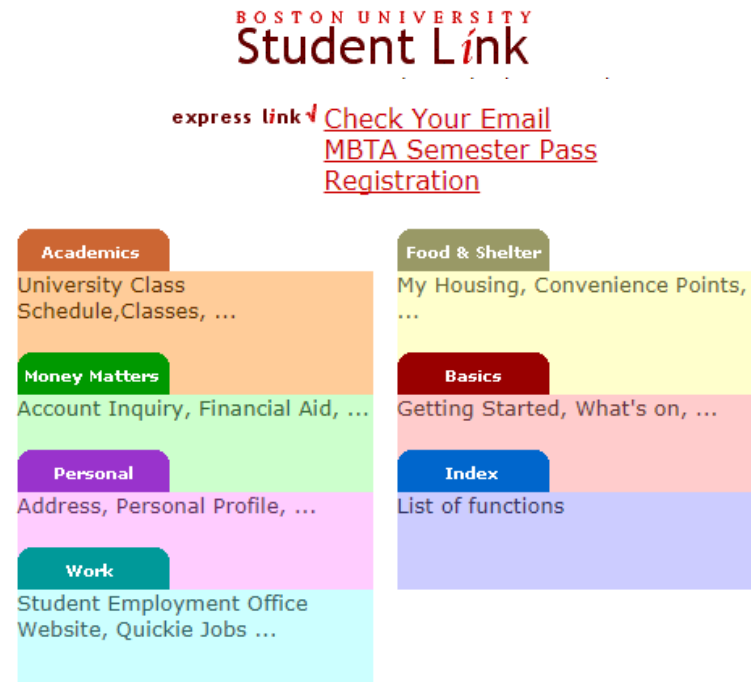 BOSTON UNIVERSITY
Student Link
express link Check Your Email
MBTA Semester Pass
Registration
Academics
University Class
Schedule,Classes, ...
Money Matters
Account Inquiry, Financial Aid, ...
Personal
Address, Personal Profile, ...
Work
Student Employment Office
Website, Quickie Jobs ...
Food & Shelter
My Housing, Convenience Points,
...
Basics
Getting Started, What's on, ...
Index
List of functions